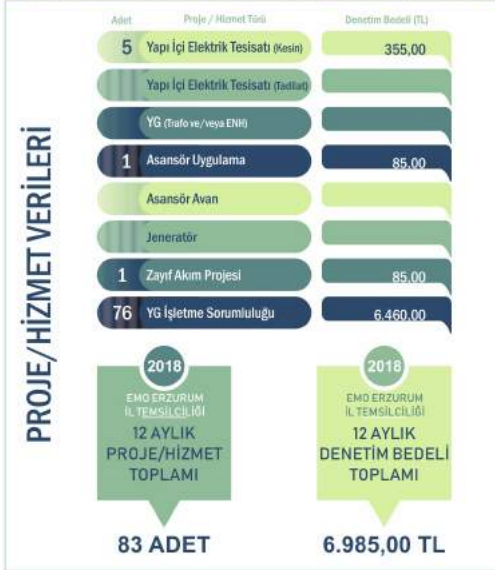 PROJE/HİZMET VERİLERİ
Adet Proje / Hizmet Türü Denetim Bedeli (TL)
5 Yapı İçi Elektrik Tesisatı (Kesin) 355,00
Yapı İçi Elektrik Tesisatı (Tadilat)
YG (Trafo ve/veya ENH)
1 Asansör Uygulama 85,00
Asansör Avan
Jeneratör
1 Zayıf Akım Projesi 85,00
76 YG İşletme Sorumluluğu 6.460,00
2018
EMO ERZURUM
İL TEMSİLCİLİĞİ
12 AYLIK
PROJE/HİZMET
TOPLAMI
83 ADET
2018
EMO ERZURUM
İL TEMSİLCİLİĞİ
12 AYLIK
DENETİM BEDELİ
TOPLAMI
6.985,00 TL